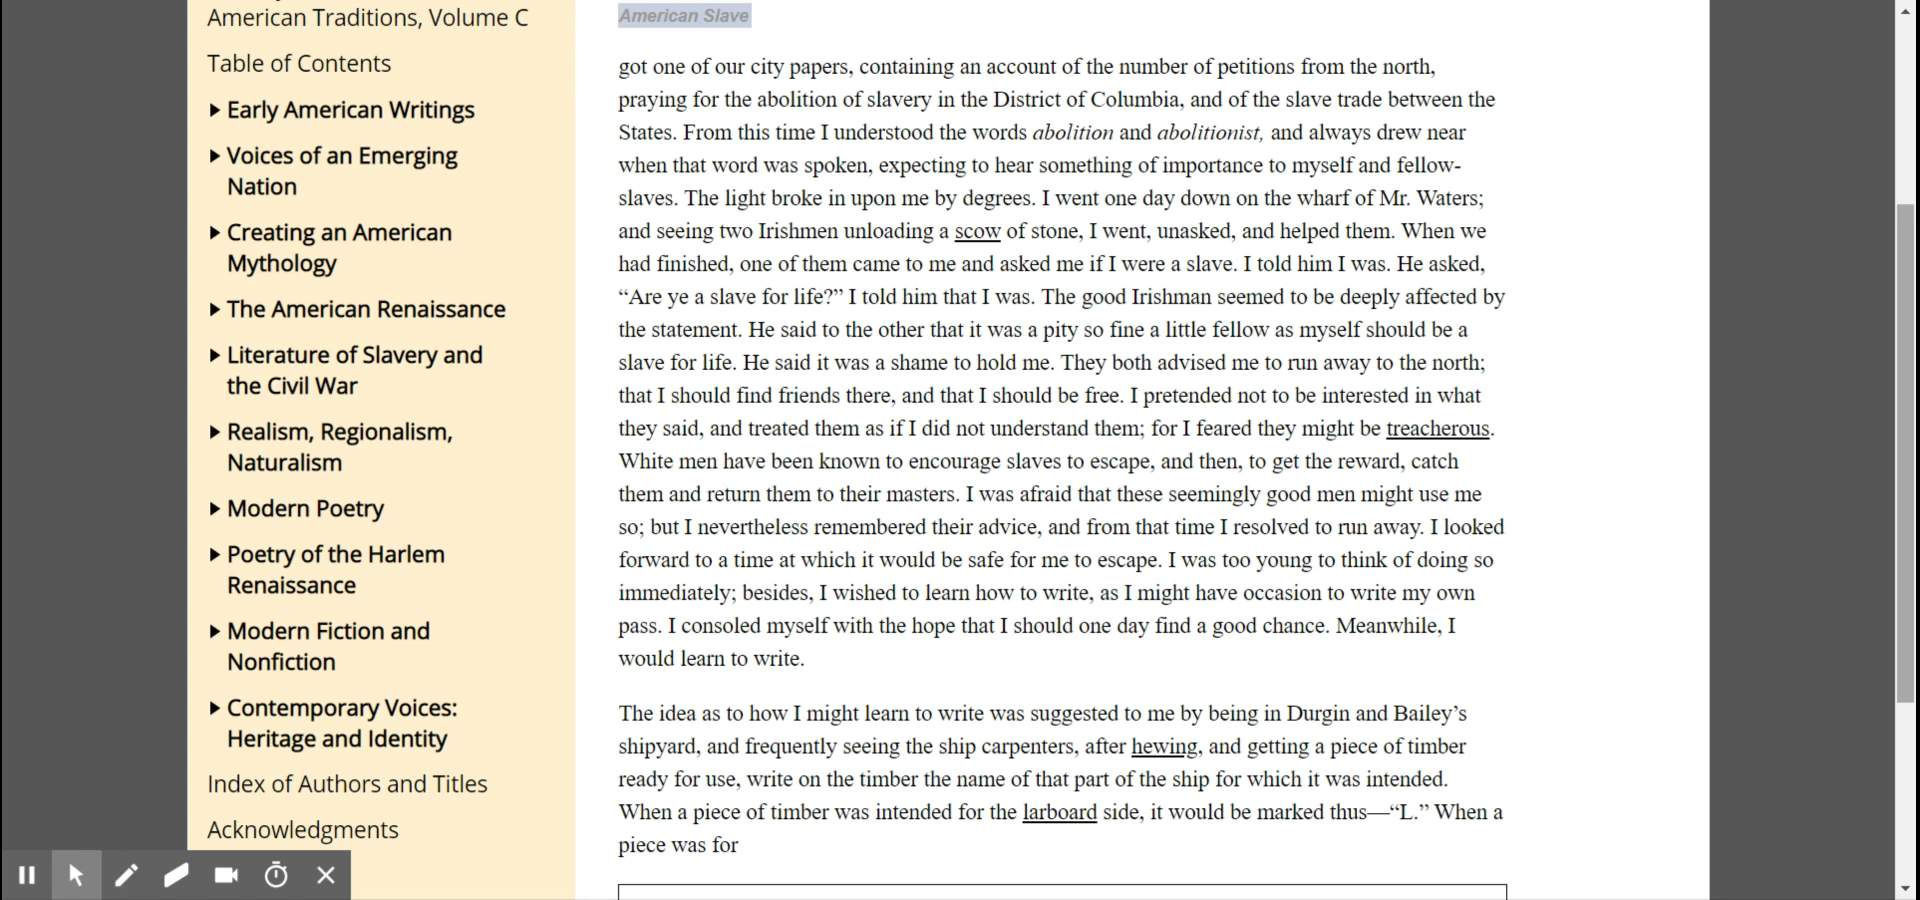 American Traditions, Volume C
Table of Contents
Early American Writings
Voices of an Emerging
Nation
Creating an American
Mythology
The American Renaissance
Literature of Slavery and
the Civil War
Realism, Regionalism,
Naturalism
Modern Poetry
Poetry of the Harlem
Renaissance
Modern Fiction and
Nonfiction
Contemporary Voices:
Heritage and Identity
Index of Authors and Titles
Acknowledgments
American Slave
got one of our city papers, containing an account of the number of petitions from the north,
praying for the abolition of slavery in the District of Columbia, and of the slave trade between the
States. From this time I understood the words abolition and abolitionist, and always drew near
when that word was spoken, expecting to hear something of importance to myself and fellow-
slaves. The light broke in upon me by degrees. I went one day down on the wharf of Mr. Waters;
and seeing two Irishmen unloading a scow of stone, I went, unasked, and helped them. When we
had finished, one of them came to me and asked me if I were a slave. I told him I was. He asked,
“Are ye a slave for life?” I told him that I was. The good Irishman seemed to be deeply affected by
the statement. He said to the other that it was a pity so fine a little fellow as myself should be a
slave for life. He said it was a shame to hold me. They both advised me to run away to the north;
that I should find friends there, and that I should be free. I pretended not to be interested in what
they said, and treated them as if I did not understand them; for I feared they might be treacherous.
White men have been known to encourage slaves to escape, and then, to get the reward, catch
them and return them to their masters. I was afraid that these seemingly good men might use me
so; but I nevertheless remembered their advice, and from that time I resolved to run away. I looked
forward to a time at which it would be safe for me to escape. I was too young to think of doing so
immediately; besides, I wished to learn how to write, as I might have occasion to write my own
pass. I consoled myself with the hope that I should one day find a good chance. Meanwhile, I
would learn to write.
The idea as to how I might learn to write was suggested to me by being in Durgin and Bailey’s
shipyard, and frequently seeing the ship carpenters, after hewing, and getting a piece of timber
ready for use, write on the timber the name of that part of the ship for which it was intended.
When a piece of timber was intended for the larboard side, it would be marked thus—“L.” When a
piece was for